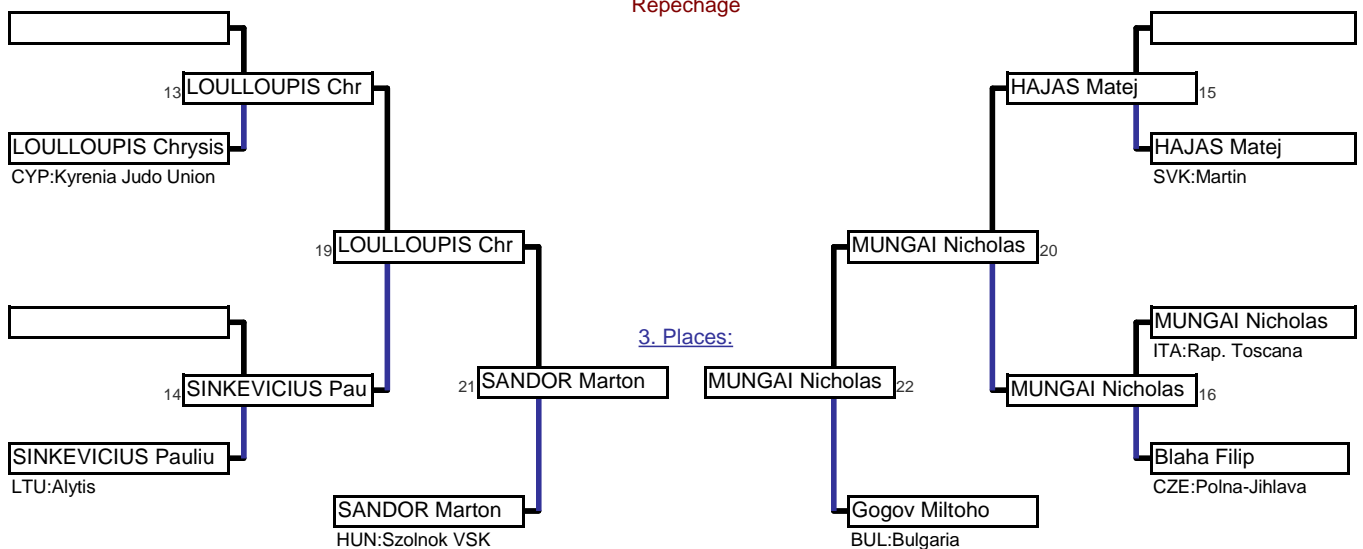 Repechage
13 LOULLOUPIS Chr
HAJAS Matej 15
LOULLOUPIS Chrysis
CYP:Kyrenia Judo Union
HAJAS Matej
SVK:Martin
19 LOULLOUPIS Chr
MUNGAI Nicholas 20
3. Places:
MUNGAI Nicholas
ITA:Rap. Toscana
14 SINKEVICIUS Pau
21 SANDOR Marton
MUNGAI Nicholas 22
MUNGAI Nicholas 16
SINKEVICIUS Pauliu
LTU:Alytis
Blaha Filip
CZE:Polna-Jihlava
SANDOR Marton
HUN:Szolnok VSK
Gogov Miltoho
BUL:Bulgaria